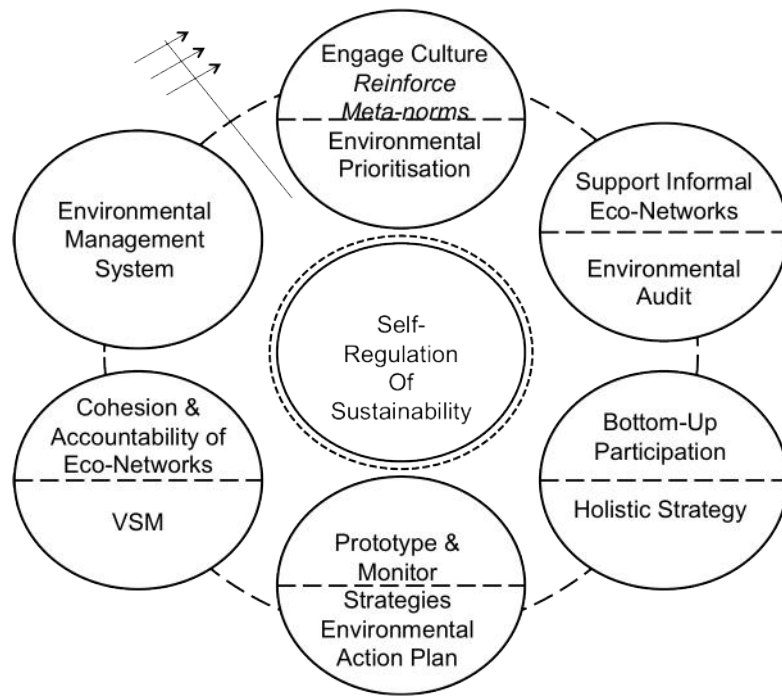 Engage Culture
Reinforce
Meta-norms
Environmental
Prioritisation
Support Informal
Eco-Networks
Environmental
Audit
Environmental
Management
System
Self-
Regulation
Of
Sustainability
Cohesion &
Accountability of
Eco-Networks
VSM
Bottom-Up
Participation
Holistic Strategy
Prototype &
Monitor
Strategies
Environmental
Action Plan